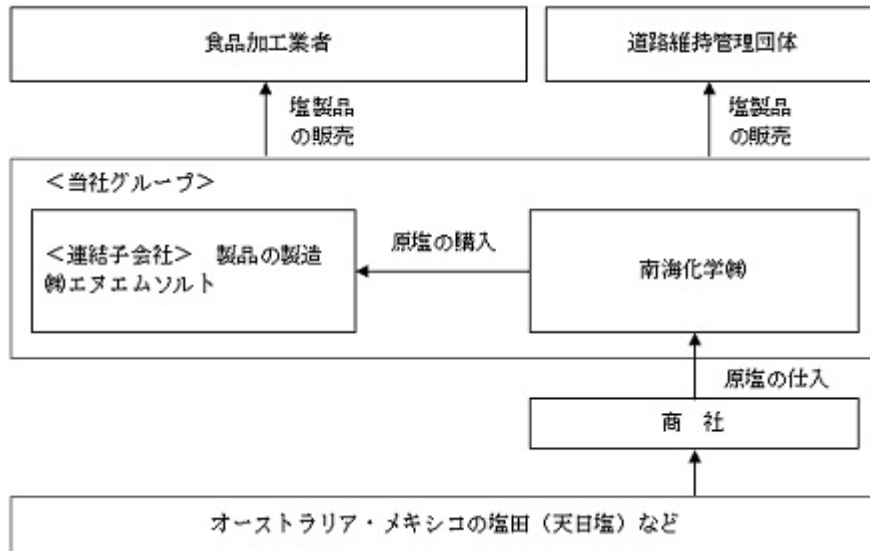 食品加工業者
道路維持管理団体
塩製品
の販売
塩製品
の販売
＜当社グループ＞
＜連結子会社＞　製品の製造
㈱エヌエムソルト
原塩の購入
南海化学㈱
原塩の仕入
商　社
オーストラリア・メキシコの塩田（天日塩）など